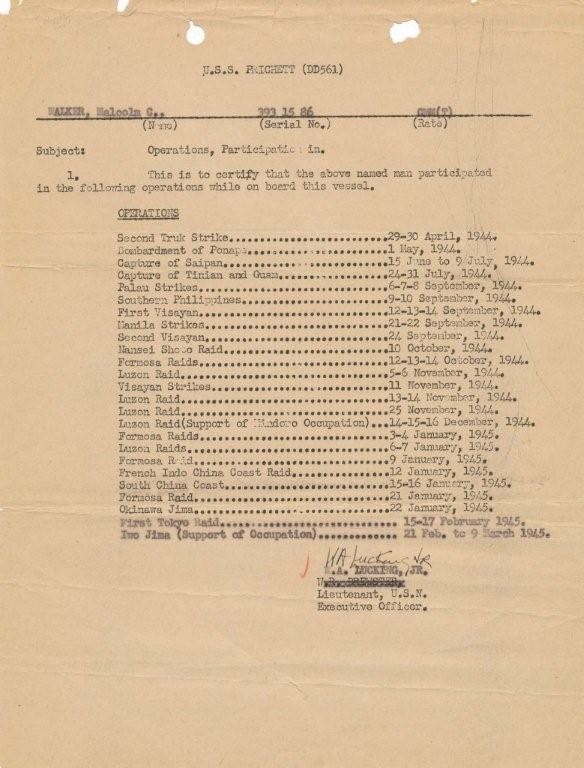 U.S.S. PRICHETT (DD561)
WALKER, Malcolm C., 393 15 86 CMM(T)
(Name) (Serial No.) (Rate)
Subject: Operations, Participation in.
1. This is to certify that the above named man participated
in the following operations while on board this vessel.
OPERATIONS
Second Truk Strike..............................29-30 April, 1944.
Bombardment of Ponape...........................1 May, 1944.
Capture of Saipan...............................15 June to 9 July, 1944.
Capture of Tinian and Guam......................24-31 July, 1944.
Palau Strikes...................................6-7-8 September, 1944.
Southern Philippines............................9-10 September, 1944.
First Visayan...................................12-13-14 September, 1944.
Manila Strikes..................................21-22 September, 1944.
Second Visayan..................................24 September, 1944.
Nansei Shoto Raid...............................10 October, 1944.
Formosa Raids...................................12-13-14 October, 1944.
Luzon Raid......................................5-6 November, 1944.
Visayan Strikes.................................11 November, 1944.
Luzon Raid......................................13-14 November, 1944.
Luzon Raid......................................25 November, 1944.
Luzon Raid(Support of Mindoro Occupation).......14-15-16 December, 1944.
Formosa Raids...................................3-4 January, 1945.
Luzon Raids.....................................6-7 January, 1945.
Formosa Raid....................................9 January, 1945.
French Indo China Coast Raid....................12 January, 1945.
South China Coast...............................15-16 January, 1945.
Formosa Raid....................................21 January, 1945.
Okinawa Jima....................................22 January, 1945.
First Tokyo Raid................................15-17 February 1945.
Iwo Jima (Support of Occupation)................21 Feb. to 9 March 1945.
W A Lucking JR
W.A. LUCKING, JR.
W.R. BREWSTER
Lieutenant, U.S.N.
Executive Officer.